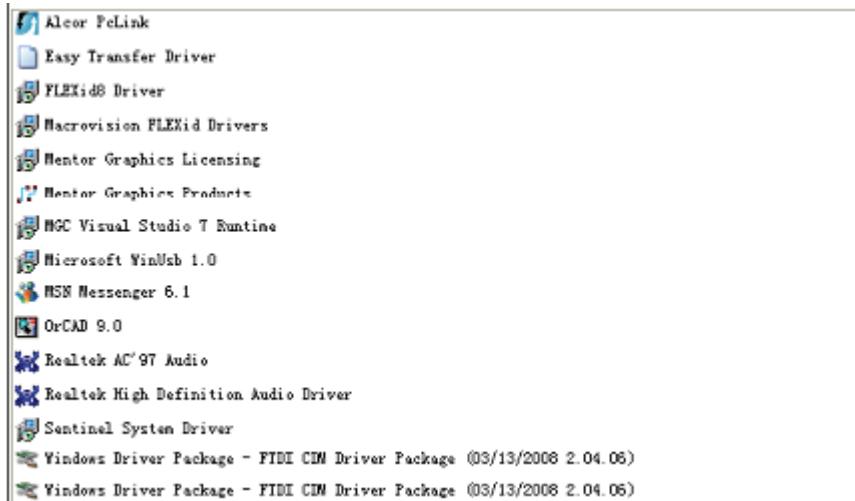 Alcor PcLink
Easy Transfer Driver
FLEXid8 Driver
Macrovision FLEXid Drivers
Mentor Graphics Licensing
Mentor Graphics Products
MGC Visual Studio 7 Runtime
Microsoft WinUsb 1.0
MSN Messenger 6.1
OrCAD 9.0
Realtek AC'97 Audio
Realtek High Definition Audio Driver
Sentinel System Driver
Windows Driver Package - FTDI CDM Driver Package (03/13/2008 2.04.06)
Windows Driver Package - FTDI CDM Driver Package (03/13/2008 2.04.06)